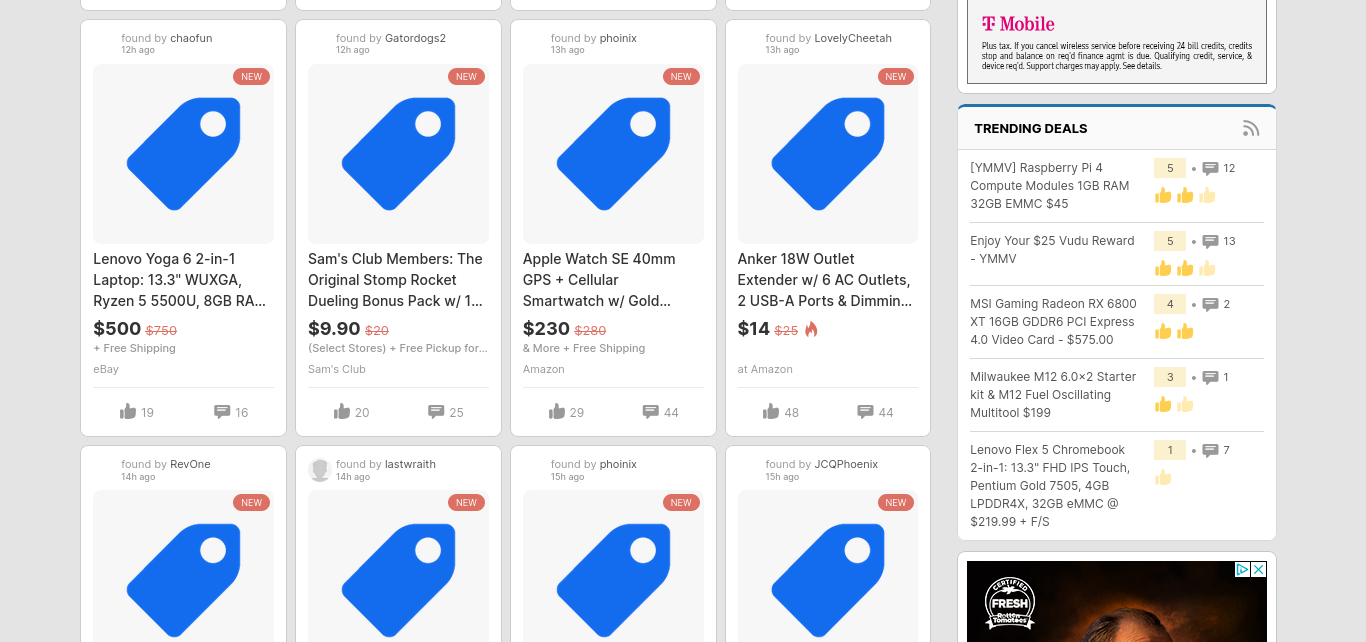 found by chaofun
12h ago
NEW
Lenovo Yoga 6 2-in-1
Laptop: 13.3" WUXGA,
Ryzen 5 5500U, 8GB RA...
$500 $750
+ Free Shipping
eBay
19 16
found by Gatordogs2
12h ago
NEW
Sam's Club Members: The
Original Stomp Rocket
Dueling Bonus Pack w/ 1...
$9.90 $20
(Select Stores) + Free Pickup for...
Sam's Club
20 25
found by phoinix
13h ago
NEW
Apple Watch SE 40mm
GPS + Cellular
Smartwatch w/ Gold...
$230 $280
& More + Free Shipping
Amazon
29 44
found by LovelyCheetah
13h ago
NEW
Anker 18W Outlet
Extender w/ 6 AC Outlets,
2 USB-A Ports & Dimmin...
$14 $25
at Amazon
48 44
found by RevOne
14h ago
NEW
found by lastwraith
14h ago
NEW
found by phoinix
15h ago
NEW
found by JCQPhoenix
15h ago
NEW
T Mobile
Plus tax. If you cancel wireless service before receiving 24 bill credits, credits
stop and balance on req'd finance agmt is due. Qualifying credit, service, &
device req'd. Support charges may apply. See details.
TRENDING DEALS
[YMMV] Raspberry Pi 4
Compute Modules 1GB RAM
32GB EMMC $45
5 • 12
Enjoy Your $25 Vudu Reward
- YMMV
5 • 13
MSI Gaming Radeon RX 6800
XT 16GB GDDR6 PCI Express
4.0 Video Card - $575.00
4 • 2
Milwaukee M12 6.0x2 Starter
kit & M12 Fuel Oscillating
Multitool $199
3 • 1
Lenovo Flex 5 Chromebook
2-in-1: 13.3" FHD IPS Touch,
Pentium Gold 7505, 4GB
LPDDR4X, 32GB eMMC @
$219.99 + F/S
1 • 7
CERTIFIED
FRESH
Rotten
Tomatoes